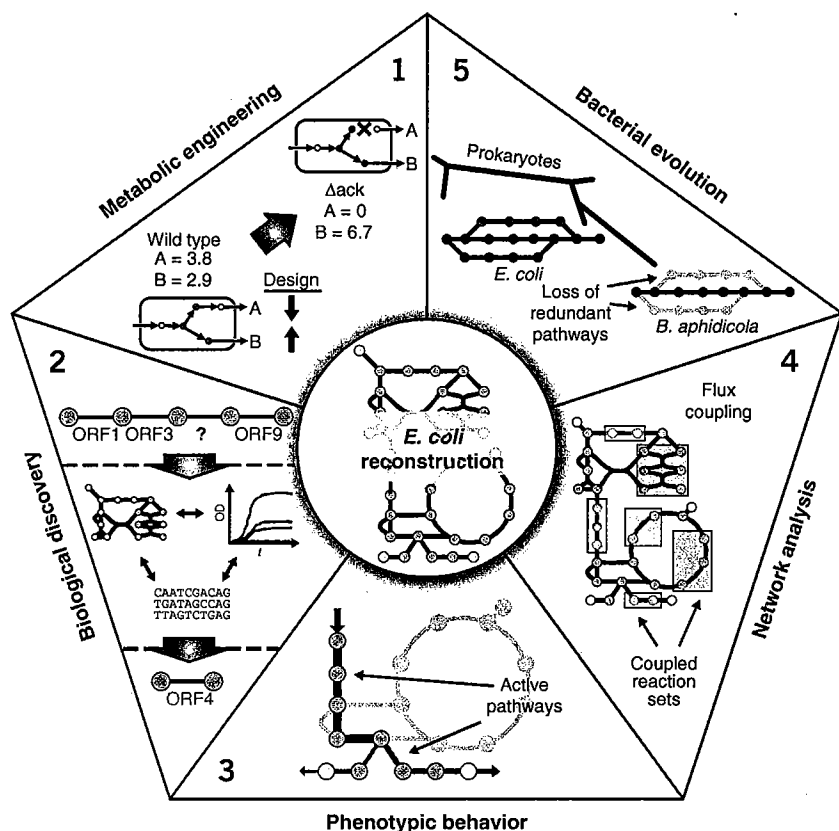 1
Metabolic engineering
A
B
Δack
A = 0
B = 6.7
Wild type
A = 3.8
B = 2.9
Design
A
B
5
Bacterial evolution
Prokaryotes
E. coli
Loss of
redundant
pathways
B. aphidicola
2
Biological discovery
ORF1 ORF3 ? ORF9
OD
t
CAATCGACAG
TGATAGCCAG
TTAGTCTGAG
ORF4
E. coli
reconstruction
4
Network analysis
Flux
coupling
Coupled
reaction
sets
3
Active
pathways
Phenotypic behavior